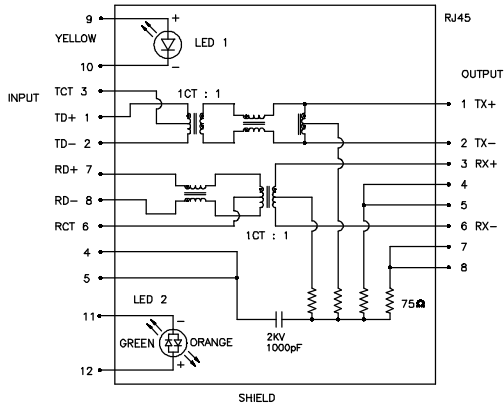 9
+
RJ45
YELLOW
LED 1
10
−
OUTPUT
INPUT
TCT 3
1CT : 1
1 TX+
TD+ 1
TD- 2
2 TX-
3 RX+
RD+ 7
4
RD- 8
5
RCT 6
6 RX-
1CT : 1
7
4
8
5
LED 2
75Ω
11
−
GREEN
ORANGE
2KV
1000pF
+
12
SHIELD